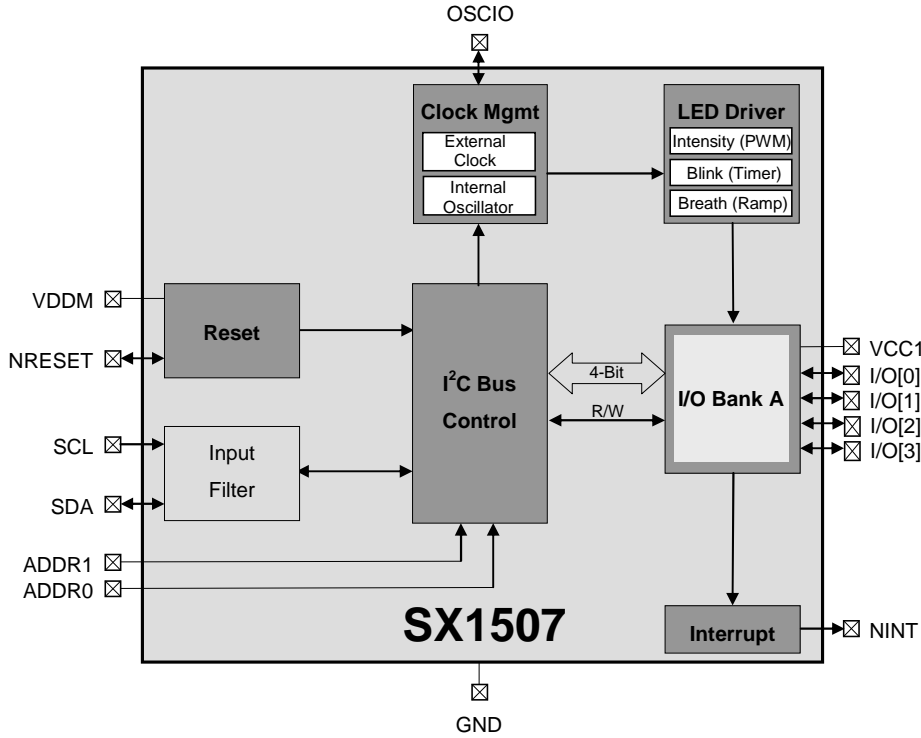 OSCIO
Clock Mgmt
External
Clock
Internal
Oscillator
LED Driver
Intensity (PWM)
Blink (Timer)
Breath (Ramp)
VDDM
NRESET
Reset
SCL
SDA
Input
Filter
ADDR1
ADDR0
I²C Bus
Control
4-Bit
R/W
I/O Bank A
VCC1
I/O[0]
I/O[1]
I/O[2]
I/O[3]
SX1507
Interrupt
NINT
GND